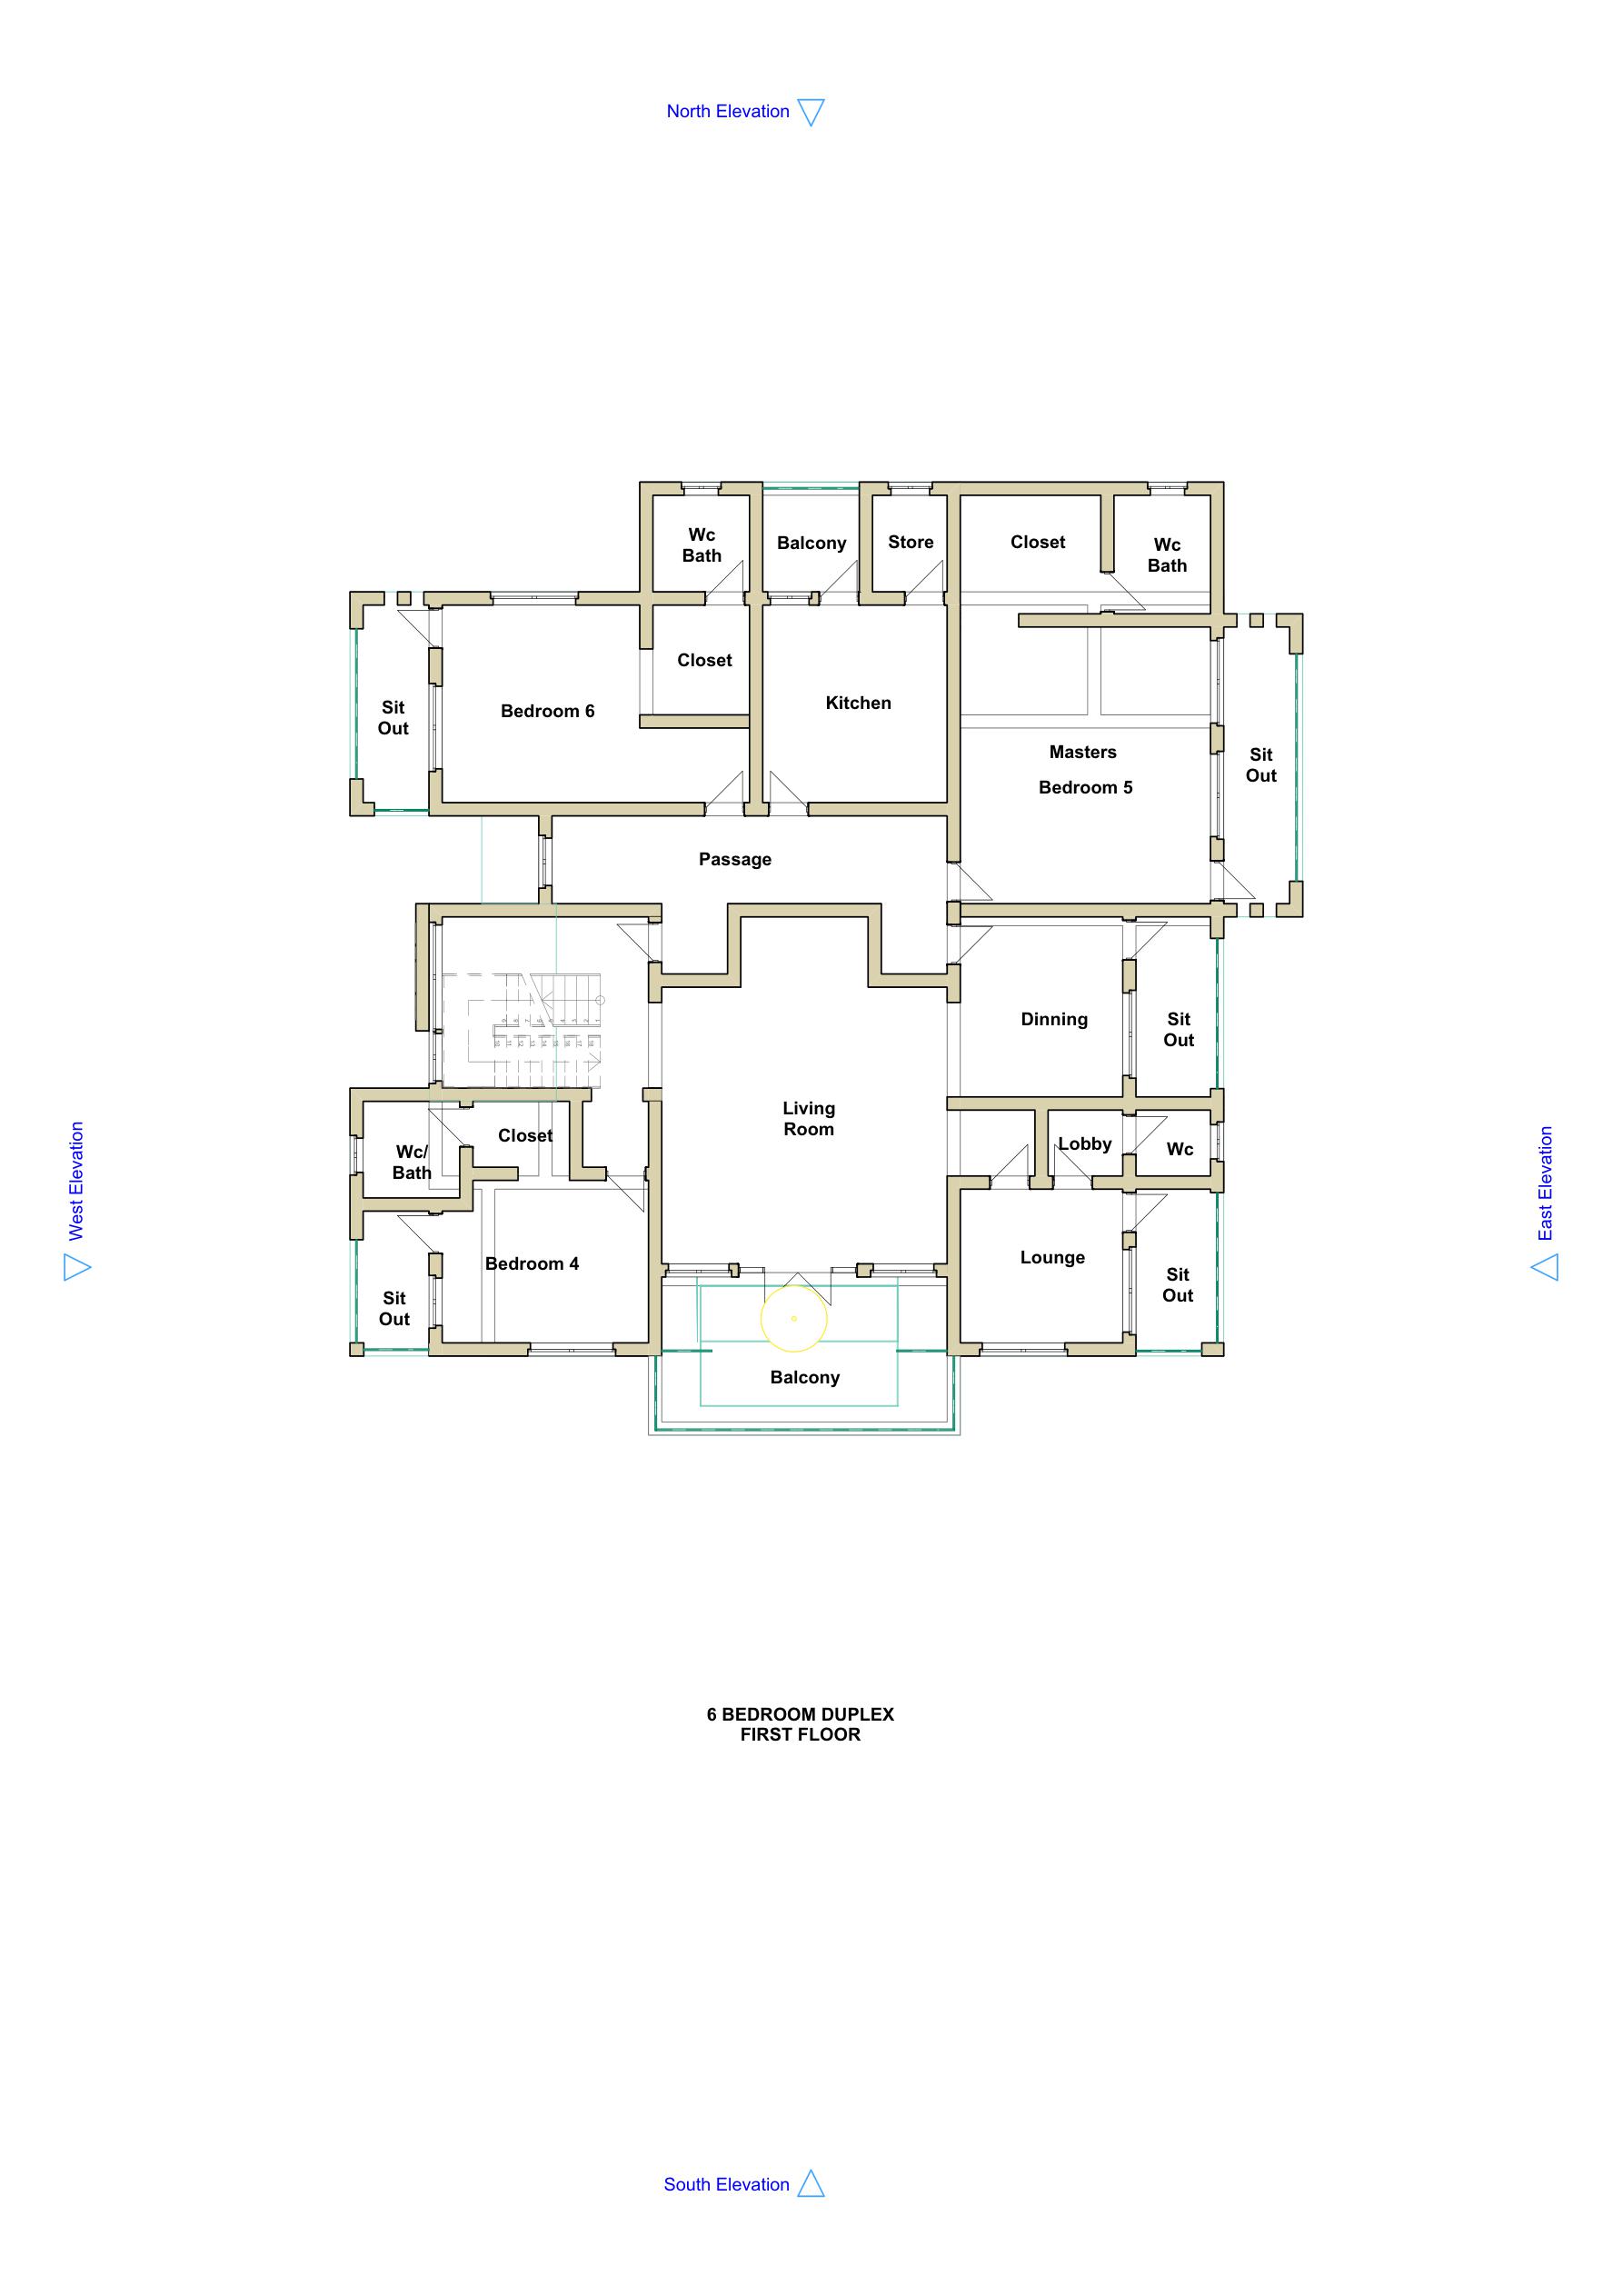 North Elevation
Wc
Bath
Balcony
Store
Closet
Wc
Bath
Closet
Kitchen
Sit
Out
Bedroom 6
Masters
Bedroom 5
Sit
Out
Passage
Dinning
Sit
Out
Living
Room
Closet
Wc/
Bath
Lobby
Wc
West Elevation
East Elevation
Bedroom 4
Lounge
Sit
Out
Sit
Out
Balcony
6 BEDROOM DUPLEX
FIRST FLOOR
South Elevation